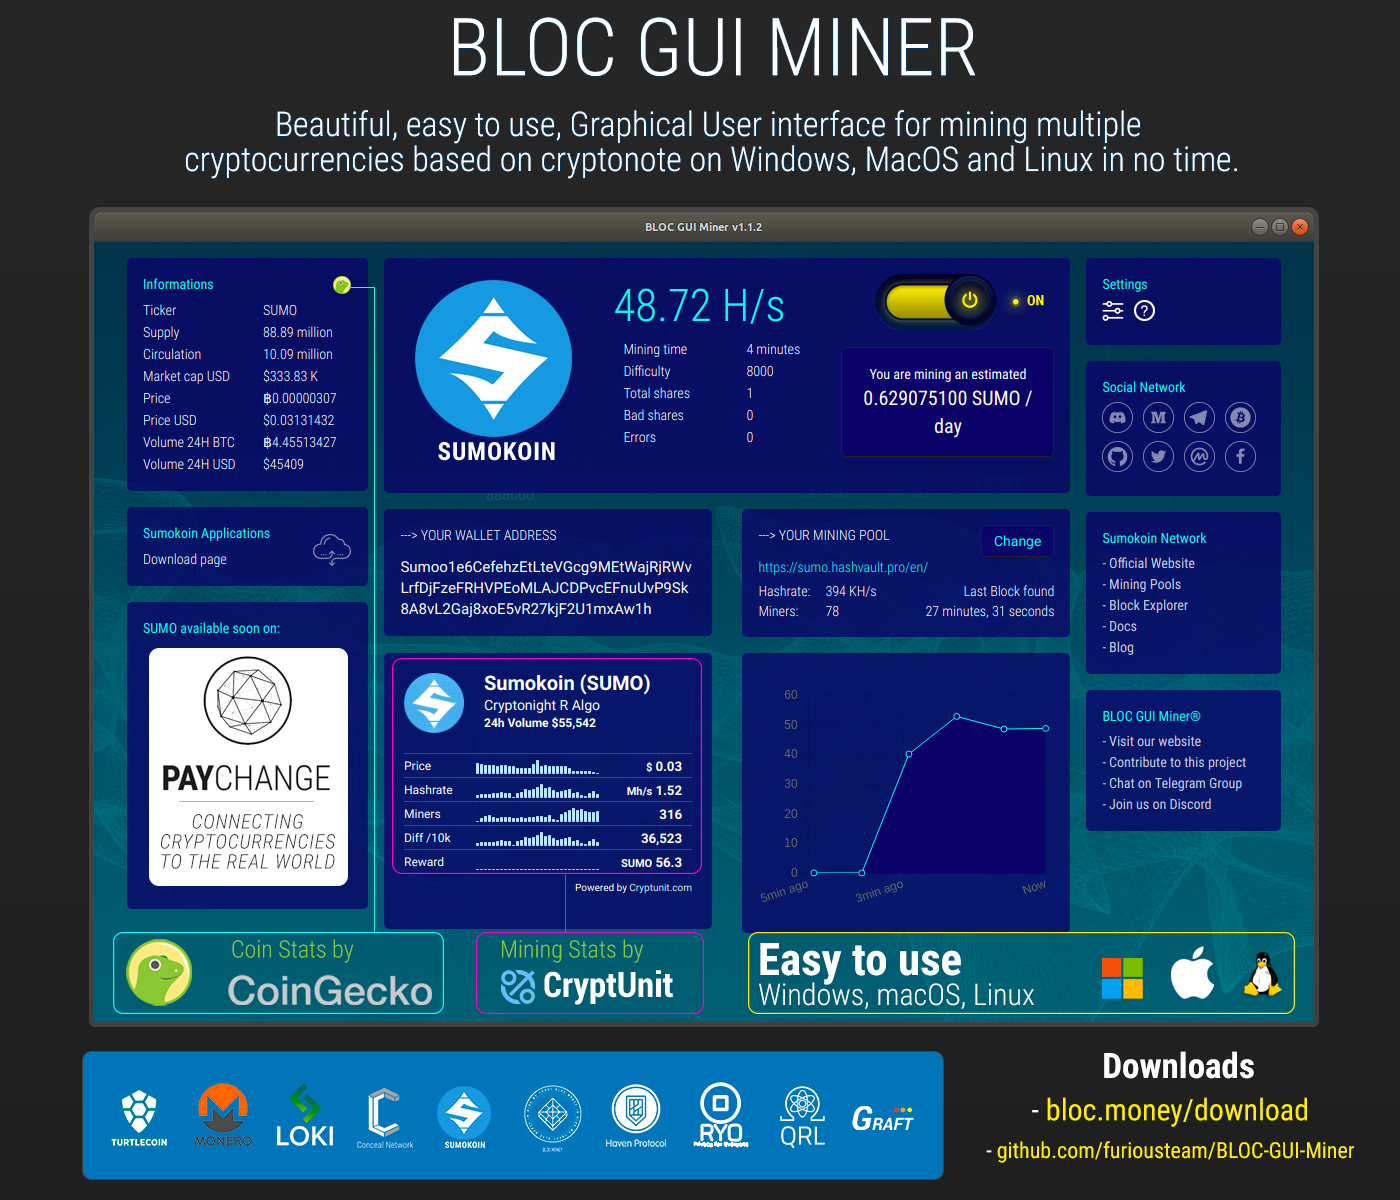 BLOC GUI MINER
Beautiful, easy to use, Graphical User interface for mining multiple
cryptocurrencies based on cryptonote on Windows, MacOS and Linux in no time.
BLOC GUI Miner v1.1.2
Informations
Ticker SUMO
Supply 88.89 million
Circulation 10.09 million
Market cap USD $333.83 K
Price ฿0.00000307
Price USD $0.03131432
Volume 24H BTC ฿4.45513427
Volume 24H USD $45409
SUMOKOIN
48.72 H/s
Mining time 4 minutes
Difficulty 8000
Total shares 1
Bad shares 0
Errors 0
ON
You are mining an estimated
0.629075100 SUMO /
day
Settings
Social Network
888000
Sumokoin Applications
Download page
---> YOUR WALLET ADDRESS
Sumoo1e6CefehzEtLteVGcg9MEtWajRjRWv
LrfDjFzeFRHVPEoMLAJCDPvcEFnuUvP9Sk
8A8vL2Gaj8xoE5vR27kjF2U1mxAw1h
---> YOUR MINING POOL
Change
https://sumo.hashvault.pro/en/
Hashrate: 394 KH/s Last Block found
Miners: 78 27 minutes, 31 seconds
Sumokoin Network
- Official Website
- Mining Pools
- Block Explorer
- Docs
- Blog
SUMO available soon on:
PAYCHANGE
CONNECTING
CRYPTOCURRENCIES
TO THE REAL WORLD
Sumokoin (SUMO)
Cryptonight R Algo
24h Volume $55,542
Price $ 0.03
Hashrate Mh/s 1.52
Miners 316
Diff /10k 36,523
Reward SUMO 56.3
Powered by Cryptunit.com
60
50
40
30
20
10
0
5min ago 3min ago Now
BLOC GUI Miner®
- Visit our website
- Contribute to this project
- Chat on Telegram Group
- Join us on Discord
Coin Stats by
CoinGecko
Mining Stats by
CryptUnit
Easy to use
Windows, macOS, Linux
TURTLECOIN
MONERO
LOKI
Conceal Network
SUMOKOIN
Haven Protocol
RYO
QRL
GRAFT
Downloads
- bloc.money/download
- github.com/furiousteam/BLOC-GUI-Miner